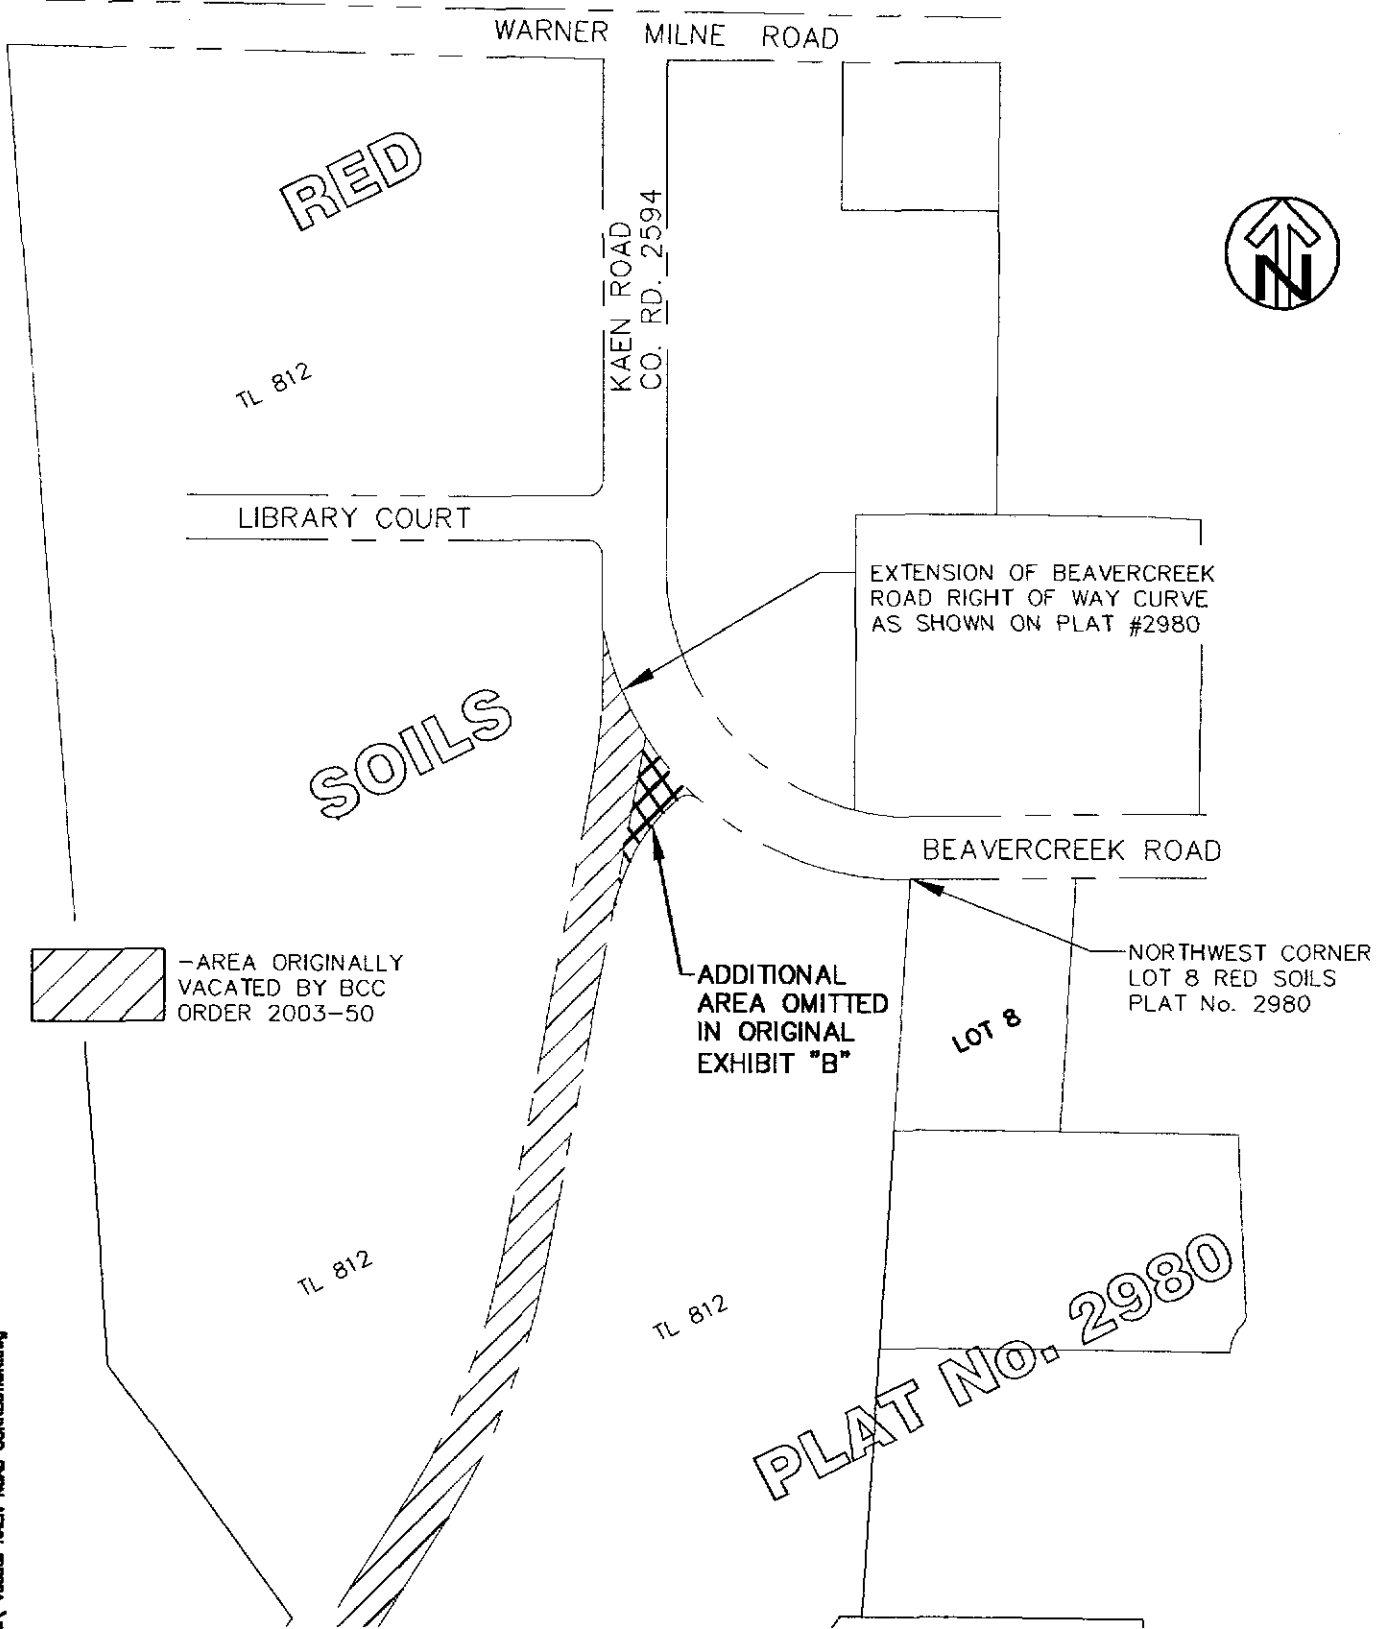 WARNER MILNE ROAD
RED
KAEN ROAD
CO. RD. 2594
N
TL 812
LIBRARY COURT
EXTENSION OF BEAVERCREEK
ROAD RIGHT OF WAY CURVE
AS SHOWN ON PLAT #2980
SOILS
BEAVERCREEK ROAD
-AREA ORIGINALLY
VACATED BY BCC
ORDER 2003-50
ADDITIONAL
AREA OMITTED
IN ORIGINAL
EXHIBIT "B"
NORTHWEST CORNER
LOT 8 RED SOILS
PLAT No. 2980
LOT 8
TL 812
TL 812
PLAT No. 2980